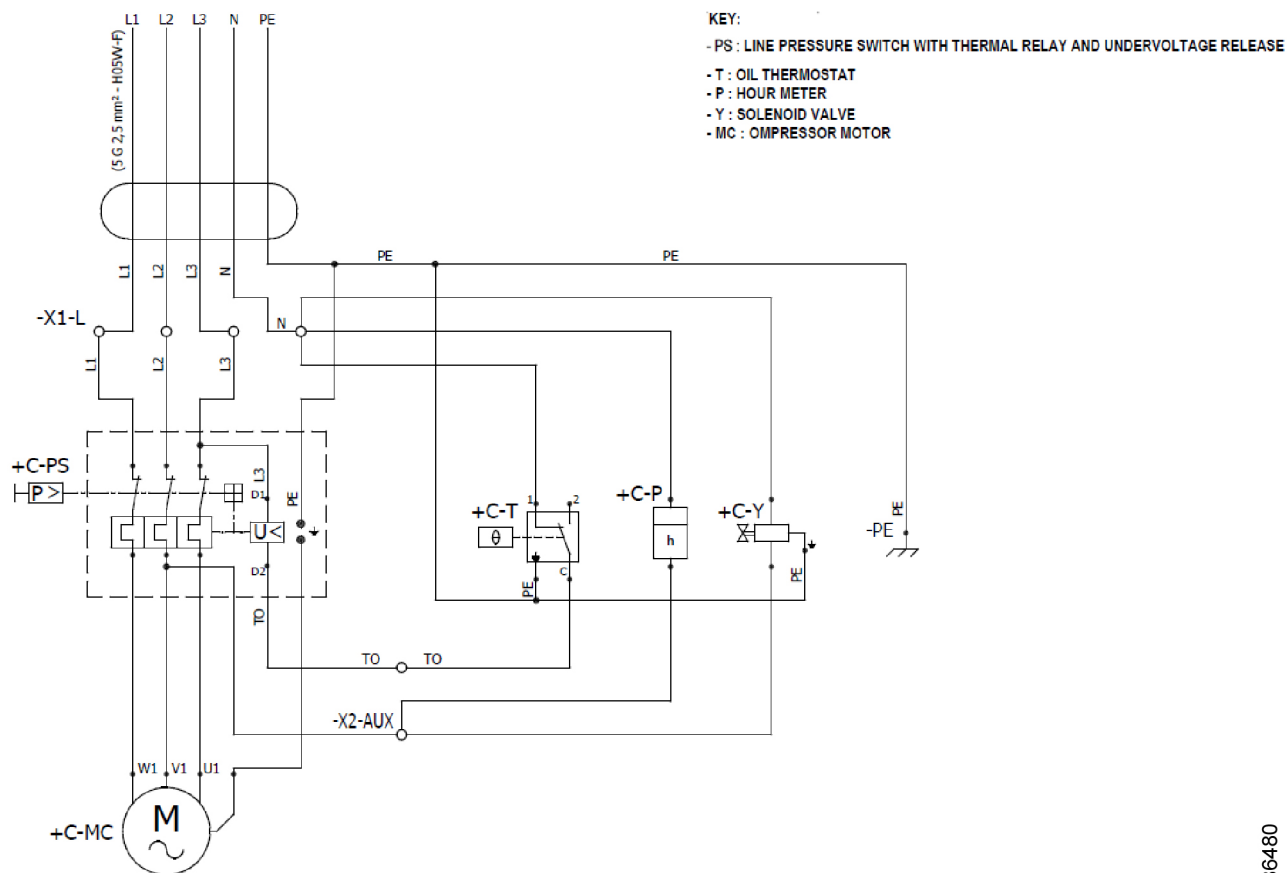 L1 L2 L3 N PE
(5 G 2,5 mm² - H05VV-F)
KEY:
- PS : LINE PRESSURE SWITCH WITH THERMAL RELAY AND UNDERVOLTAGE RELEASE
- T : OIL THERMOSTAT
- P : HOUR METER
- Y : SOLENOID VALVE
- MC : OMPRESSOR MOTOR
PE PE
L1 L2 L3 N
-X1-L N
L1 L2 L3
+C-PS
P >
L3
D1
PE
U<
D2
TO
+C-T
1 2
θ
C
PE
+C-P
h
+C-Y
PE
PE
-PE
TO TO
-X2-AUX
W1 V1 U1
+C-MC
M